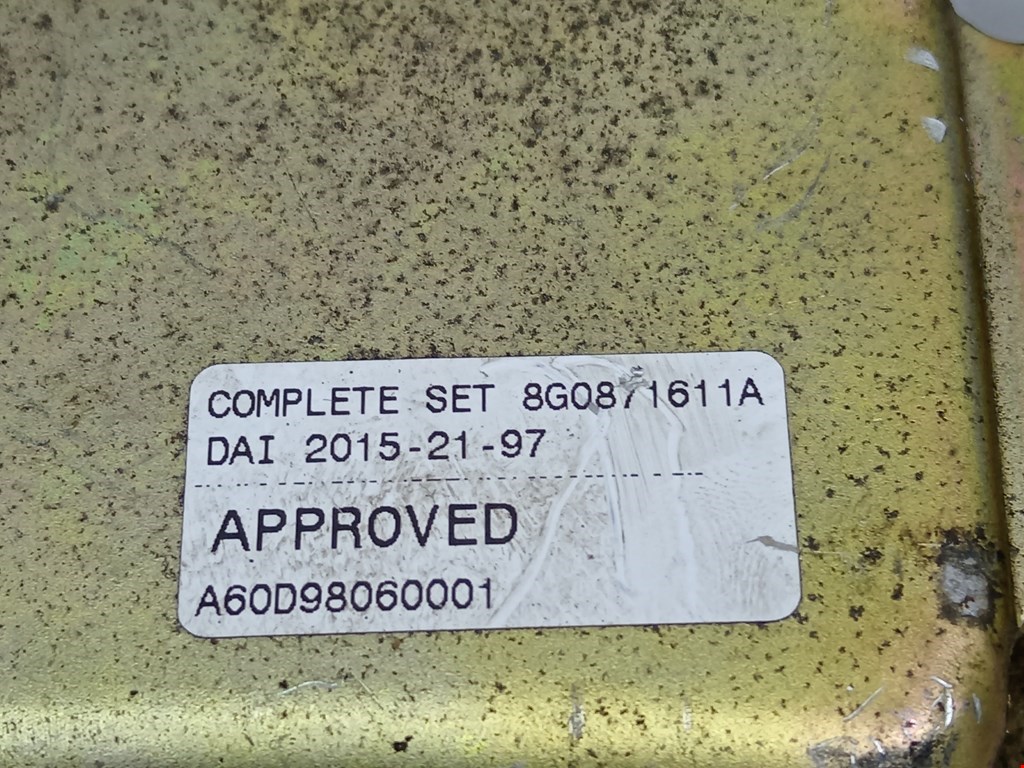 COMPLETE SET 8G0871611A
DAI 2015-21-97
APPROVED
A60D98060001